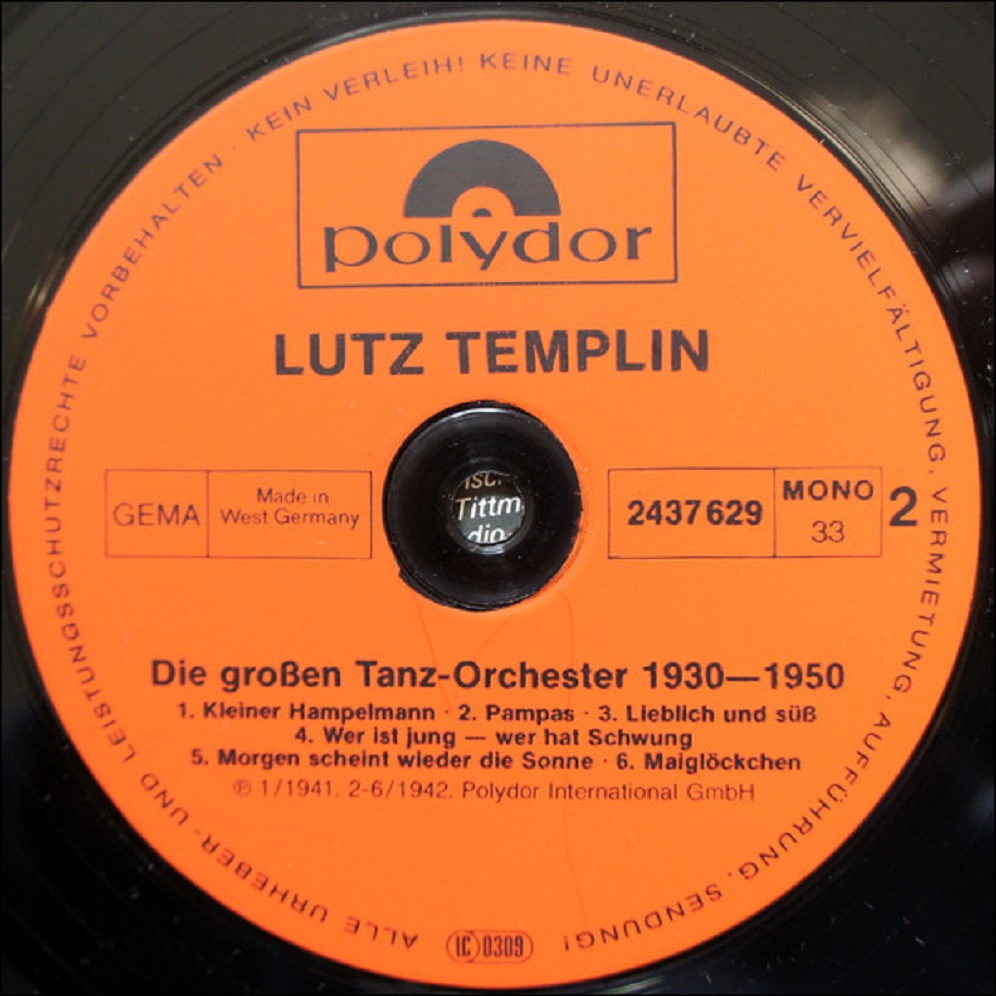 ALLE URHEBER- UND LEISTUNGSSCHUTZRECHTE VORBEHALTEN · KEIN VERLEIH! KEINE UNERLAUBTE VERVIELFÄLTIGUNG, VERMIETUNG, AUFFÜHRUNG, SENDUNG!
polydor
LUTZ TEMPLIN
GEMA
Made in
West Germany
Tittm
2437 629
MONO
33
2
Die großen Tanz-Orchester 1930—1950
1. Kleiner Hampelmann · 2. Pampas · 3. Lieblich und süß
4. Wer ist jung — wer hat Schwung
5. Morgen scheint wieder die Sonne · 6. Maiglöckchen
℗ 1/1941. 2-6/1942. Polydor International GmbH
IC 0309